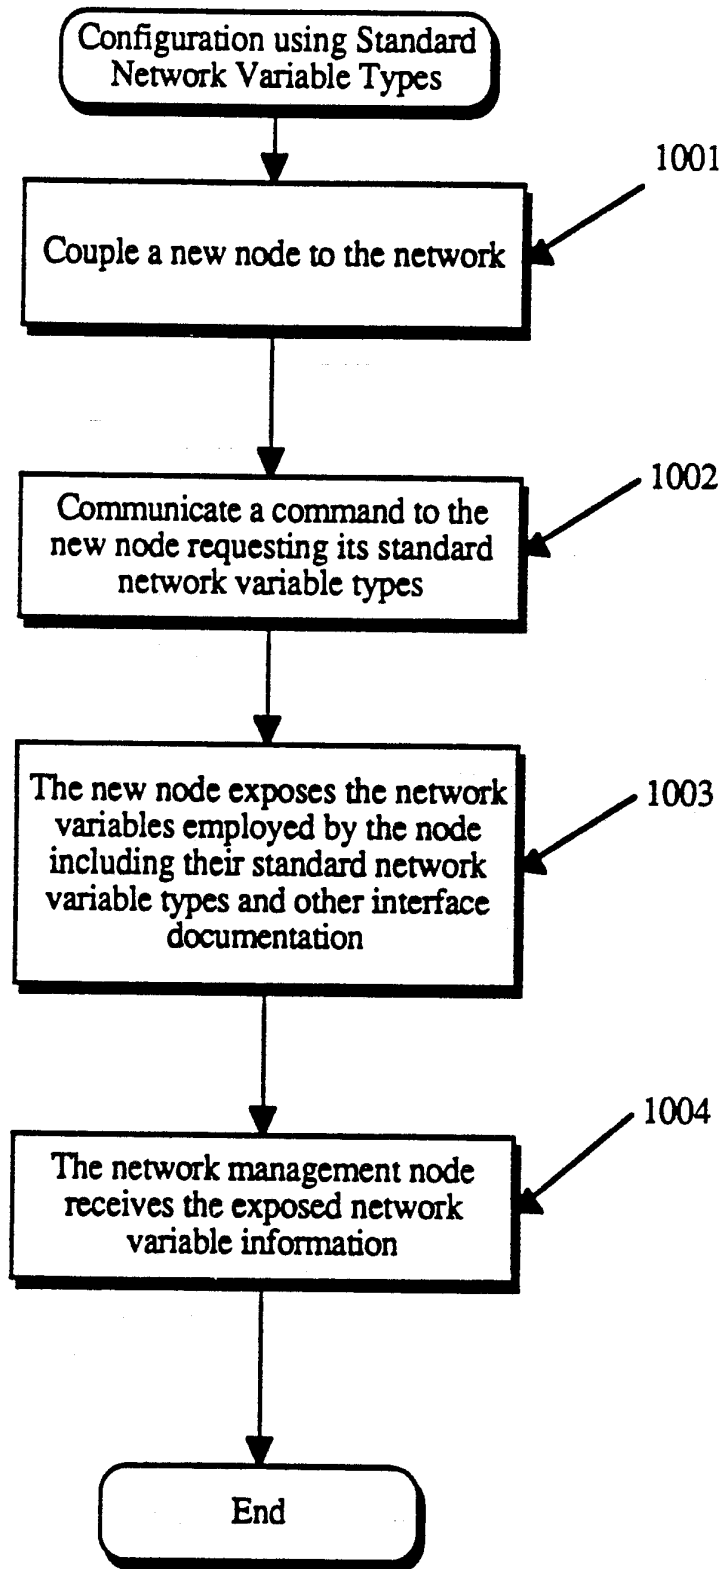 Configuration using Standard
Network Variable Types
1001
Couple a new node to the network
1002
Communicate a command to the
new node requesting its standard
network variable types
1003
The new node exposes the network
variables employed by the node
including their standard network
variable types and other interface
documentation
1004
The network management node
receives the exposed network
variable information
End